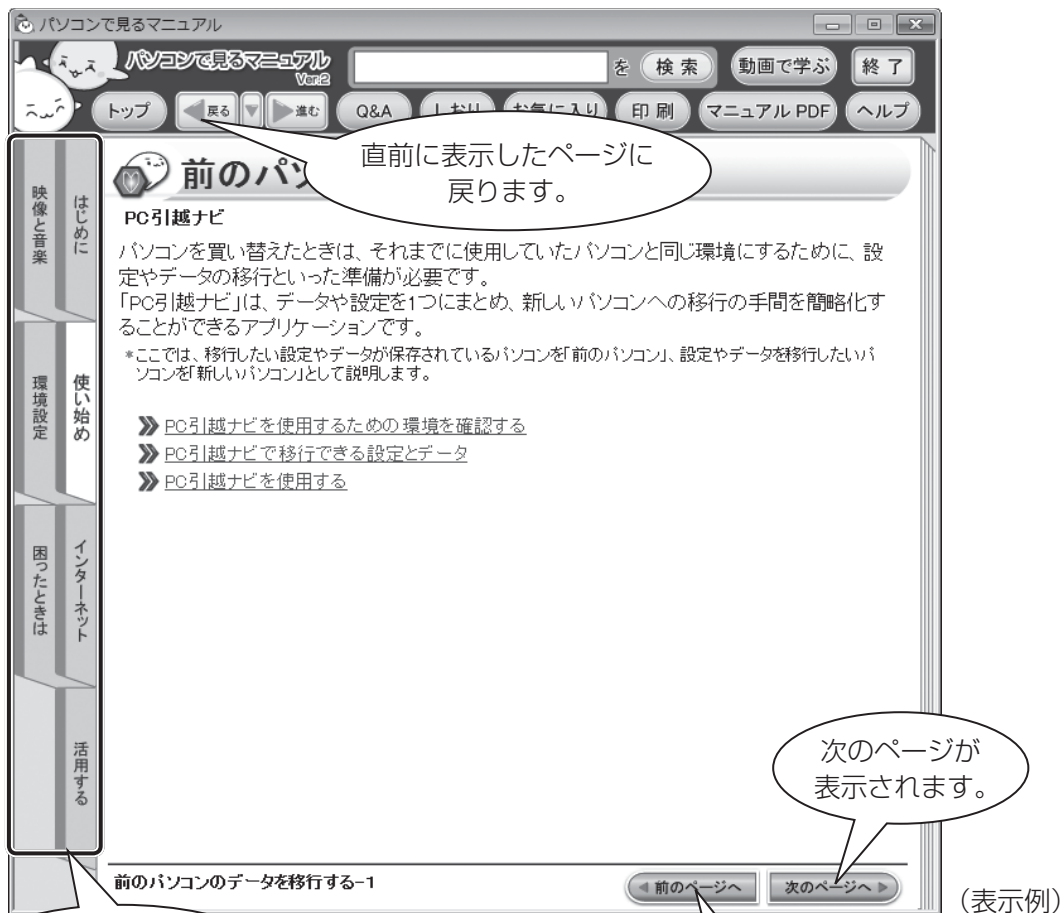 パソコンで見るマニュアル
パソコンで見るマニュアル
Ver.2
を 検索 動画で学ぶ 終了
トップ 戻る 進む Q&A しおり お気に入り 印刷 マニュアル PDF ヘルプ
直前に表示したページに
戻ります。
前のパソ
PC引越ナビ
パソコンを買い替えたときは、それまでに使用していたパソコンと同じ環境にするために、設
定やデータの移行といった準備が必要です。
「PC引越ナビ」は、データや設定を1つにまとめ、新しいパソコンへの移行の手間を簡略化す
ることができるアプリケーションです。
*ここでは、移行したい設定やデータが保存されているパソコンを「前のパソコン」、設定やデータを移行したいパ
ソコンを「新しいパソコン」として説明します。
PC引越ナビを使用するための環境を確認する
PC引越ナビで移行できる設定とデータ
PC引越ナビを使用する
はじめに
映像と音楽
使い始め
環境設定
インターネット
困ったときは
活用する
次のページが
表示されます。
前のパソコンのデータを移行する-1
前のページへ 次のページへ
(表示例)